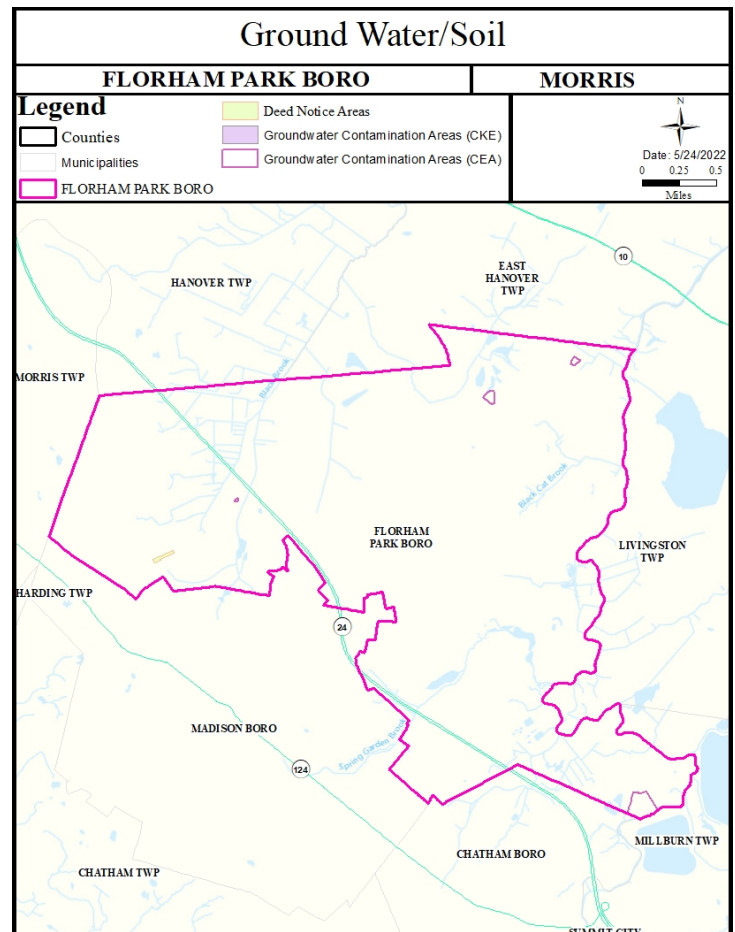 Ground Water/Soil
FLORHAM PARK BORO
MORRIS
Legend
Counties
Municipalities
FLORHAM PARK BORO
Deed Notice Areas
Groundwater Contamination Areas (CKE)
Groundwater Contamination Areas (CEA)
N
Date: 5/24/2022
0 0.25 0.5
Miles
10
EAST
HANOVER
TWP
HANOVER TWP
MORRIS TWP
Black Brook
Black Cat Brook
FLORHAM
PARK BORO
LIVINGSTON
TWP
HARDING TWP
24
MADISON BORO
Spring Garden Brook
124
MILLBURN TWP
CHATHAM BORO
CHATHAM TWP
SUMMIT CITY